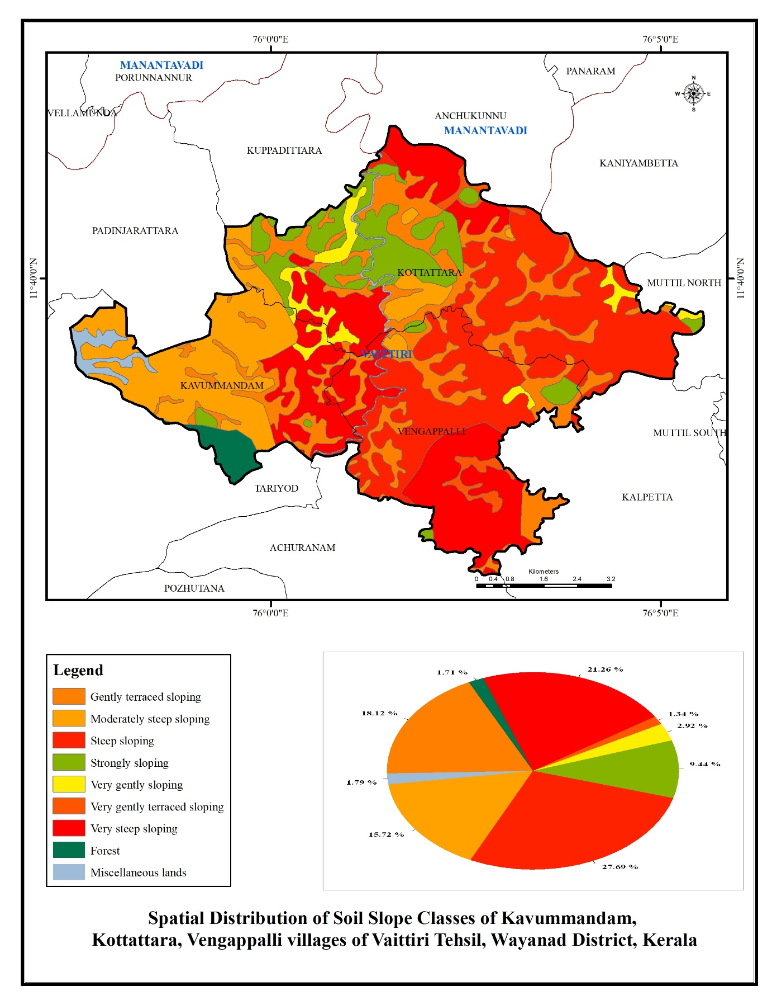 76°0'0"E
76°5'0"E
MANANTAVADI
PORUNNANNUR
PANARAM
N
W
E
S
VELLAMUNDA
ANCHUKUNNU
MANANTAVADI
KUPPADITTARA
KANIYAMBETTA
PADINJARATTARA
11°40'0"N
11°40'0"N
KOTTATTARA
MUTTIL NORTH
VAITTIRI
KAVUMMANDAM
VENGAPPALLI
MUTTIL SOUTH
TARIYOD
KALPETTA
ACHURANAM
Kilometers
0 0.4 0.8 1.6 2.4 3.2
POZHUTANA
76°0'0"E
76°5'0"E
Legend
Gently terraced sloping
Moderately steep sloping
Steep sloping
Strongly sloping
Very gently sloping
Very gently terraced sloping
Very steep sloping
Forest
Miscellaneous lands
1.71 %
21.26 %
18.12 %
1.34 %
2.92 %
9.44 %
1.79 %
15.72 %
27.69 %
Spatial Distribution of Soil Slope Classes of Kavummandam,
Kottattara, Vengappalli villages of Vaittiri Tehsil, Wayanad District, Kerala